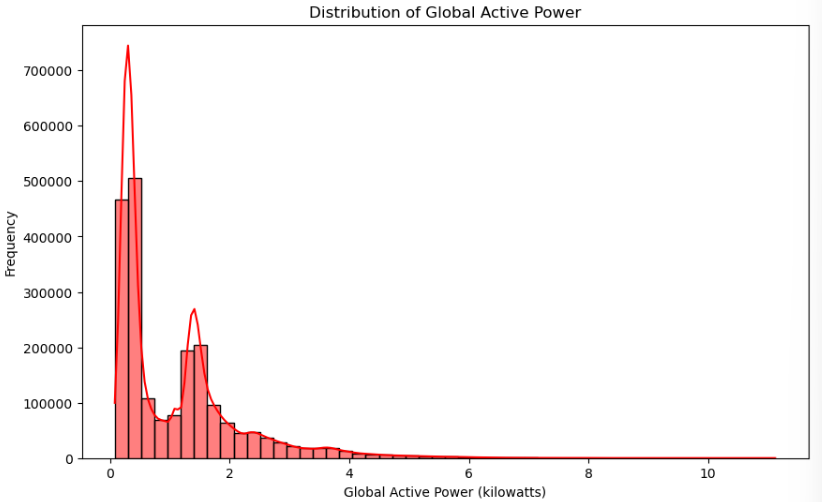 Distribution of Global Active Power
700000
600000
500000
400000
300000
200000
100000
0
Frequency
0 2 4 6 8 10
Global Active Power (kilowatts)